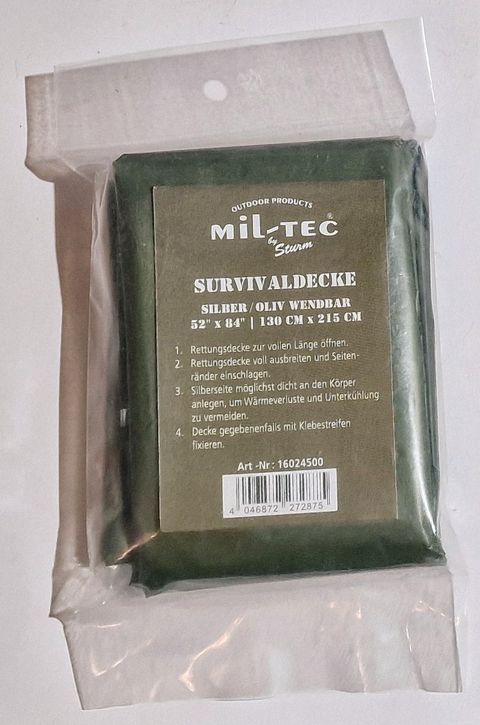 OUTDOOR PRODUCTS
MIL-TEC®
by Sturm
SURVIVALDECKE
SILBER/OLIV WENDBAR
52" x 84" | 130 CM x 215 CM
1. Rettungsdecke zur vollen Länge öffnen.
2. Rettungsdecke voll ausbreiten und Seiten-
ränder einschlagen.
3. Silberseite möglichst dicht an den Körper
anlegen, um Wärmeverluste und Unterkühlung
zu vermeiden.
4. Decke gegebenenfalls mit Klebestreifen
fixieren.
Art -Nr: 16024500
4 046872 272875